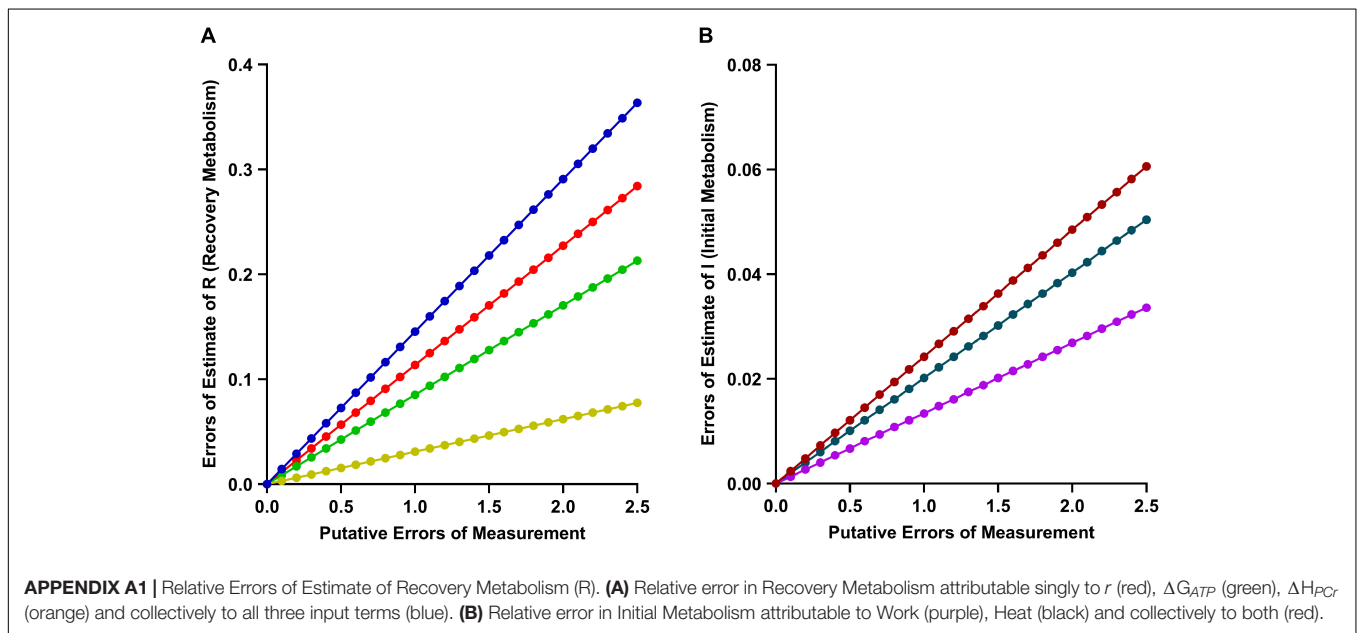 A
Errors of Estimate of R (Recovery Metabolism)
0.4
0.3
0.2
0.1
0.0
0.0 0.5 1.0 1.5 2.0 2.5
Putative Errors of Measurement
B
Errors of Estimate of I (Initial Metabolism)
0.08
0.06
0.04
0.02
0.00
0.0 0.5 1.0 1.5 2.0 2.5
Putative Errors of Measurement
APPENDIX A1 | Relative Errors of Estimate of Recovery Metabolism (R). (A) Relative error in Recovery Metabolism attributable singly to r (red), ΔGATP (green), ΔHPCr
(orange) and collectively to all three input terms (blue). (B) Relative error in Initial Metabolism attributable to Work (purple), Heat (black) and collectively to both (red).